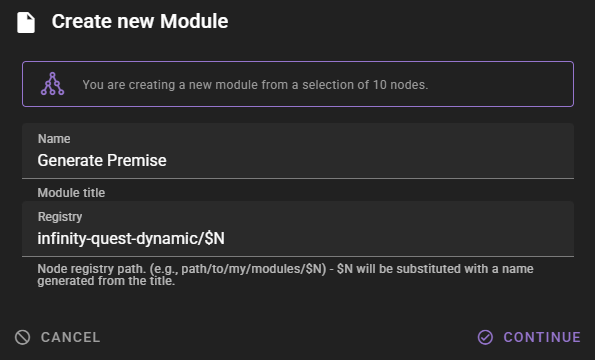 Create new Module
You are creating a new module from a selection of 10 nodes.
Name
Generate Premise
Module title
Registry
infinity-quest-dynamic/$N
Node registry path. (e.g., path/to/my/modules/$N) - $N will be substituted with a name
generated from the title.
CANCEL
CONTINUE